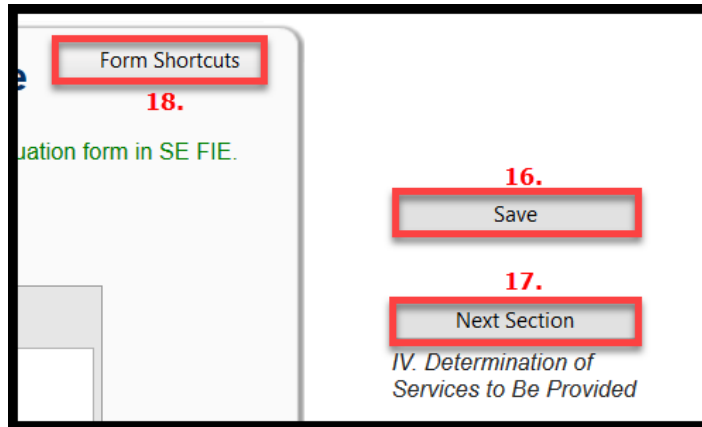 Form Shortcuts
18.
uation form in SE FIE.
16.
Save
17.
Next Section
IV. Determination of
Services to Be Provided